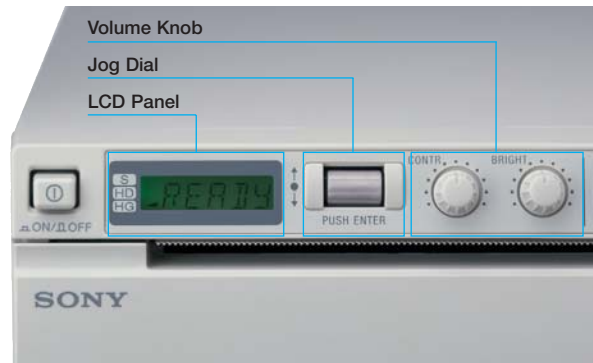 Volume Knob
Jog Dial
LCD Panel
CONTR. BRIGHT.
S
HD
HG
_READY
ON/OFF
PUSH ENTER
SONY